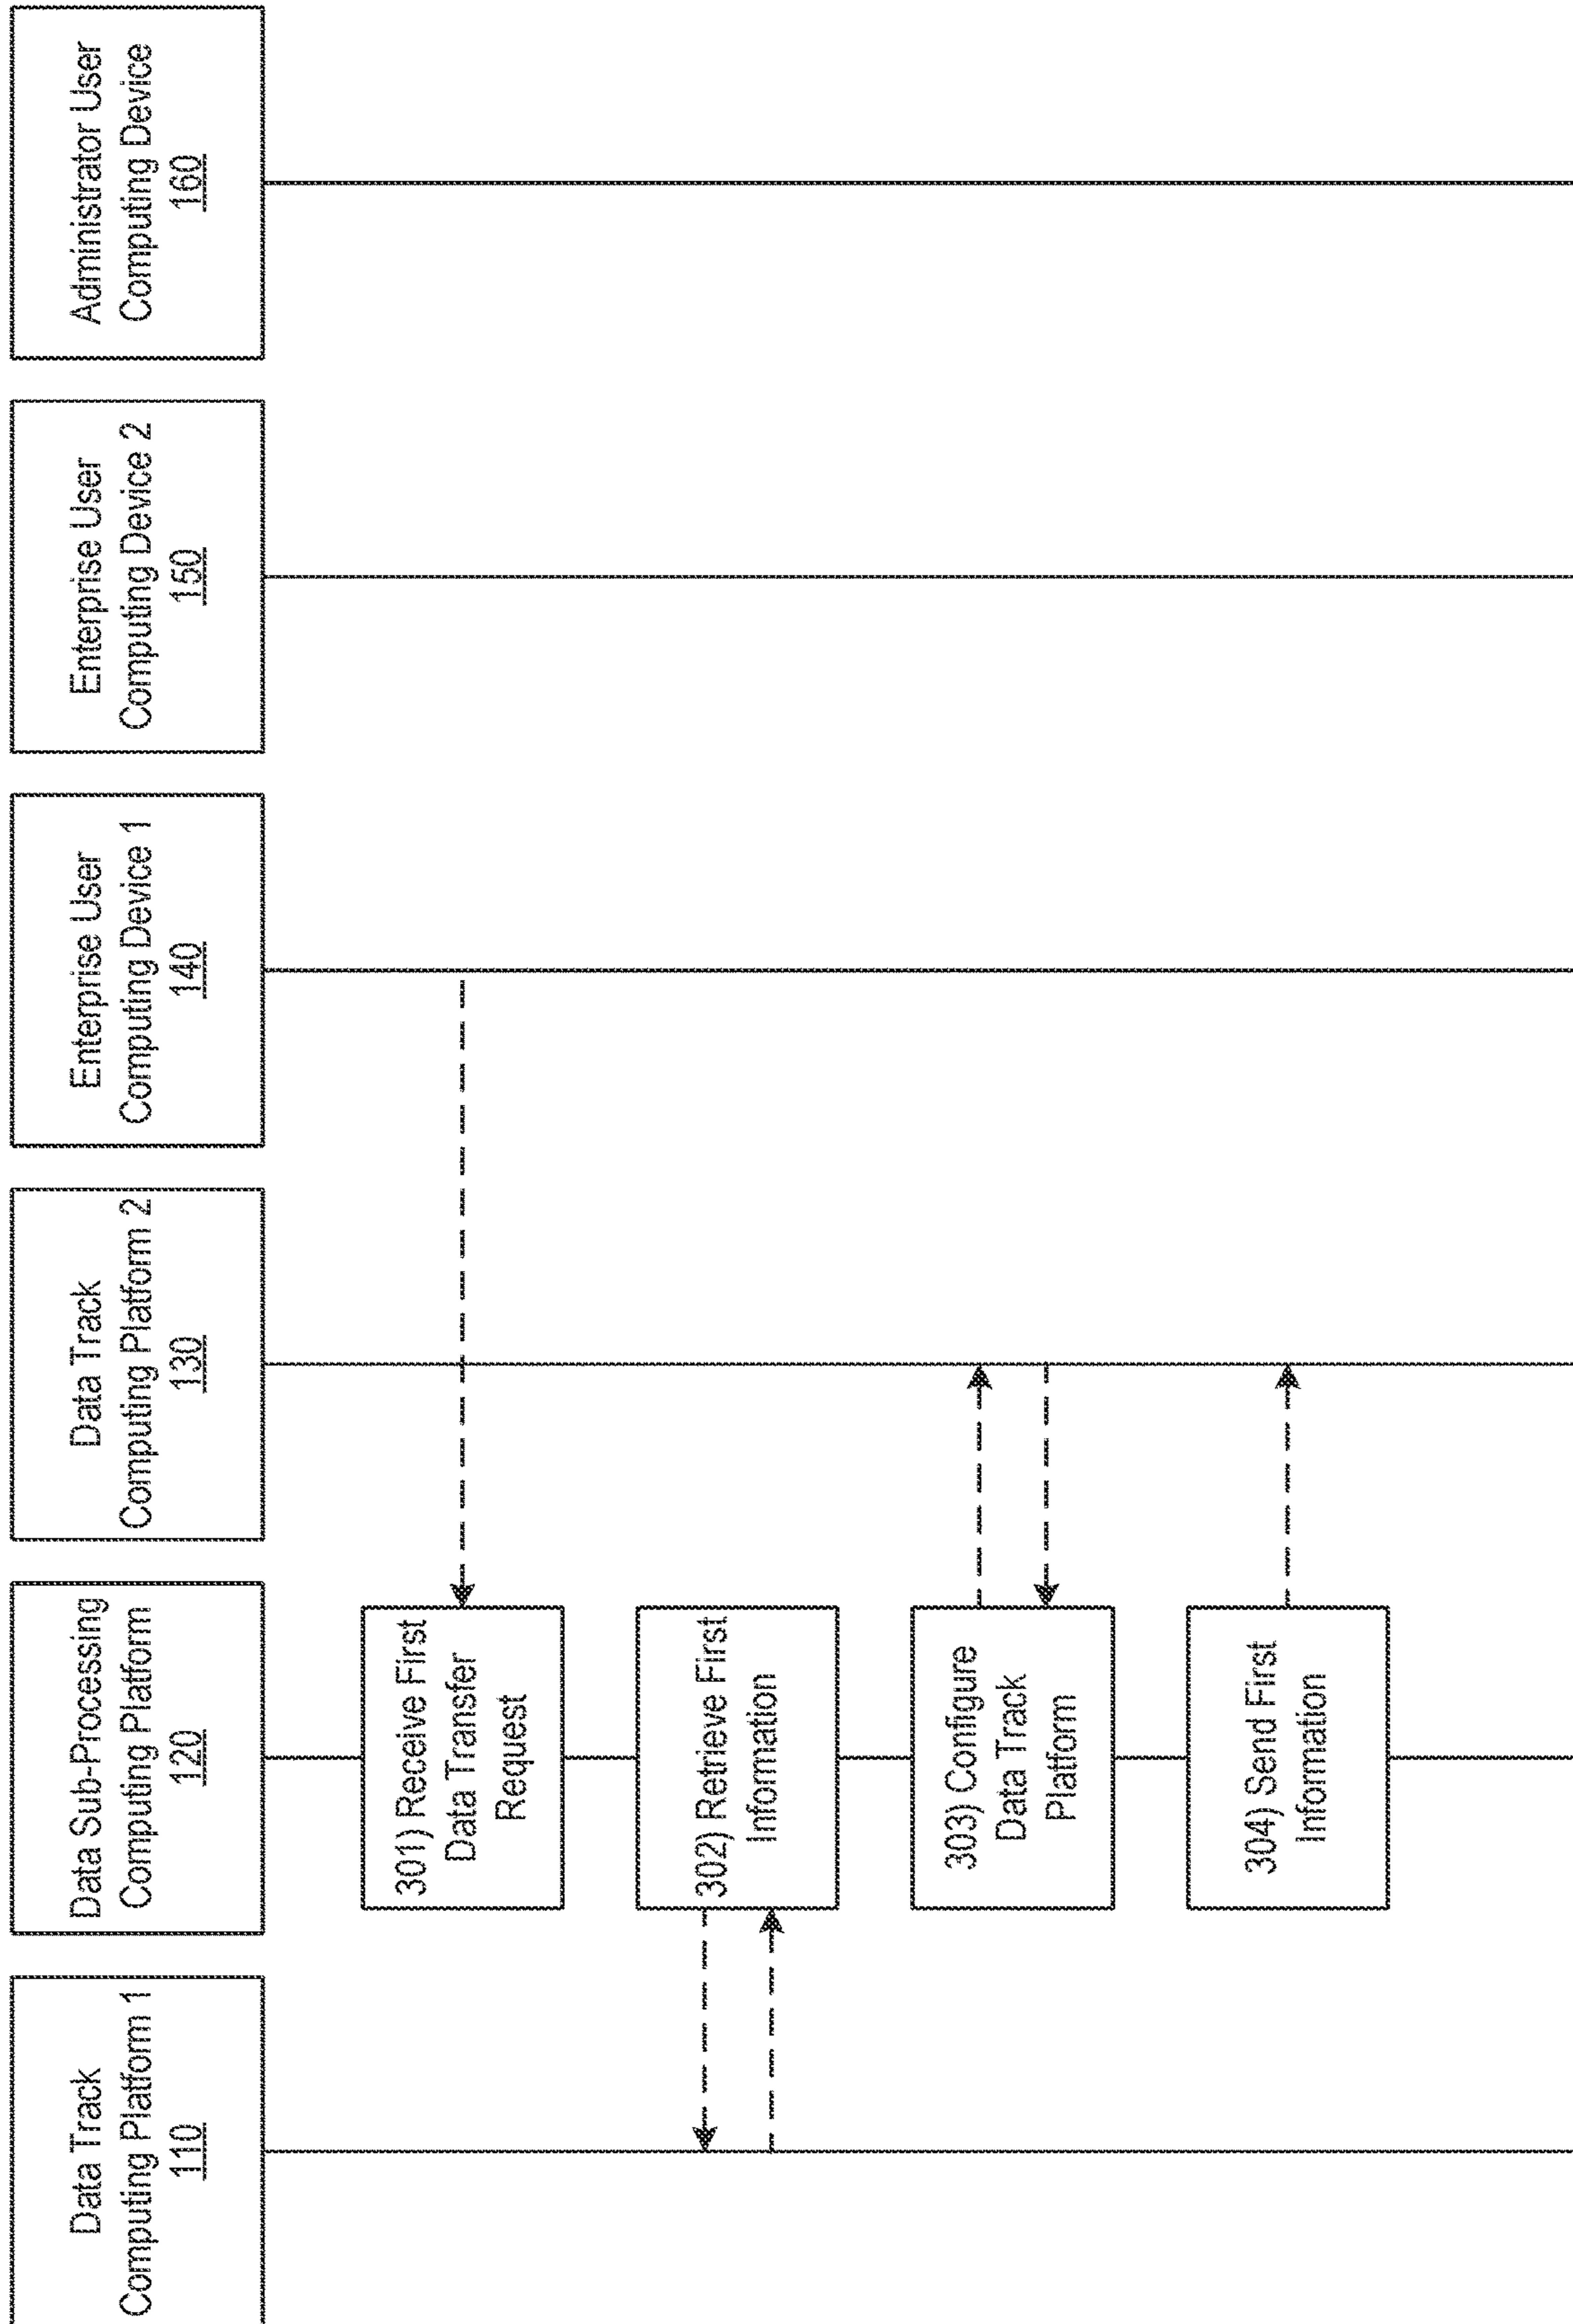 Data Track
Computing Platform 1
110
Data Sub-Processing
Computing Platform
120
Data Track
Computing Platform 2
130
Enterprise User
Computing Device 1
140
Enterprise User
Computing Device 2
150
Administrator User
Computing Device
160
301) Receive First
Data Transfer
Request
302) Retrieve First
Information
303) Configure
Data Track
Platform
304) Send First
Information